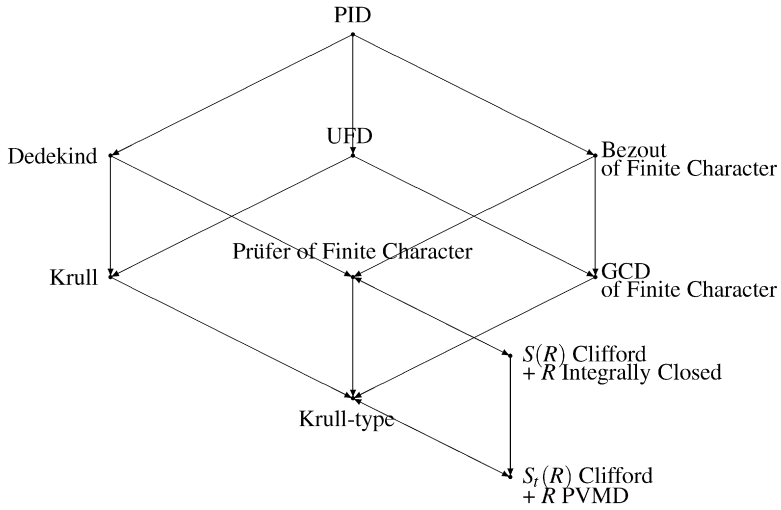 PID
Dedekind
UFD
Bezout
of Finite Character
Prüfer of Finite Character
Krull
GCD
of Finite Character
S(R) Clifford
+ R Integrally Closed
Krull-type
Sₜ(R) Clifford
+ R PVMD